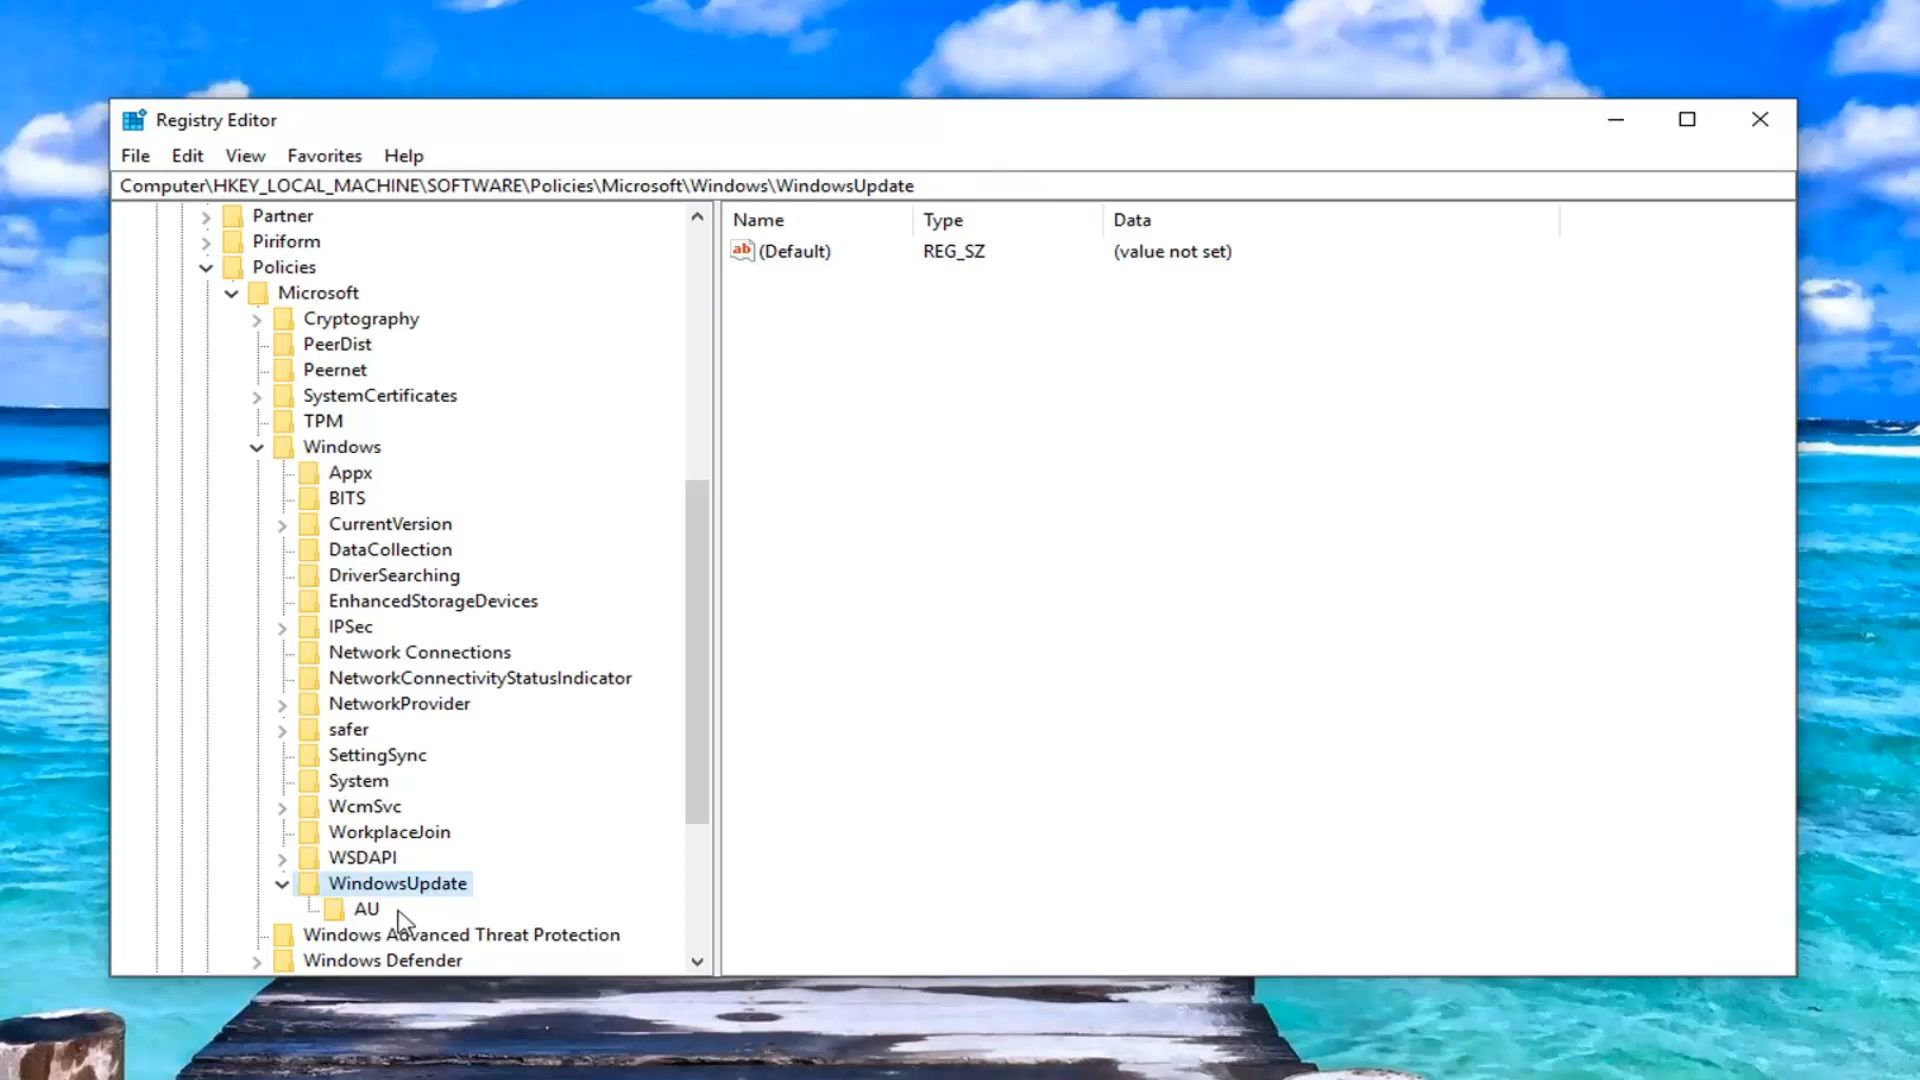 Registry Editor
File Edit View Favorites Help
Computer\HKEY_LOCAL_MACHINE\SOFTWARE\Policies\Microsoft\Windows\WindowsUpdate
Partner
Piriform
Policies
Microsoft
Cryptography
PeerDist
Peernet
SystemCertificates
TPM
Windows
Appx
BITS
CurrentVersion
DataCollection
DriverSearching
EnhancedStorageDevices
IPSec
Network Connections
NetworkConnectivityStatusIndicator
NetworkProvider
safer
SettingSync
System
WcmSvc
WorkplaceJoin
WSDAPI
WindowsUpdate
AU
Windows Advanced Threat Protection
Windows Defender
Name Type Data
ab (Default) REG_SZ (value not set)